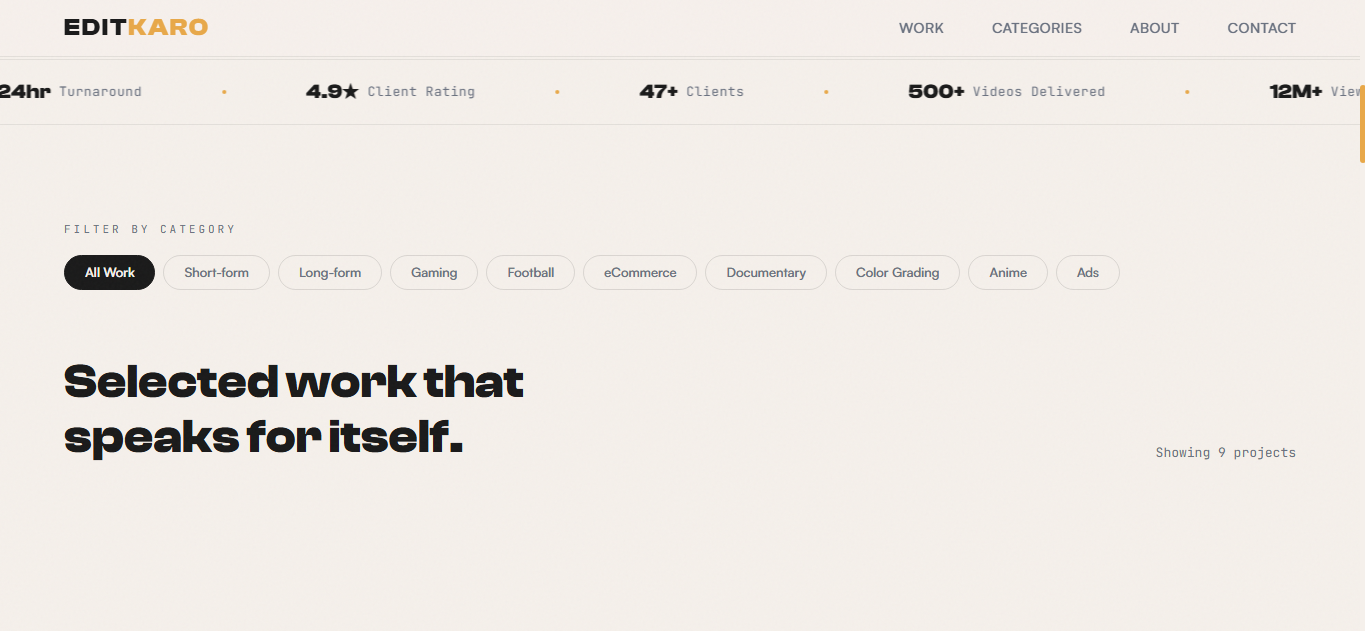 EDITKARO
WORK CATEGORIES ABOUT CONTACT
24hr Turnaround • 4.9★ Client Rating • 47+ Clients • 500+ Videos Delivered • 12M+
FILTER BY CATEGORY
All Work Short-form Long-form Gaming Football eCommerce Documentary Color Grading Anime Ads
Selected work that
speaks for itself.
Showing 9 projects